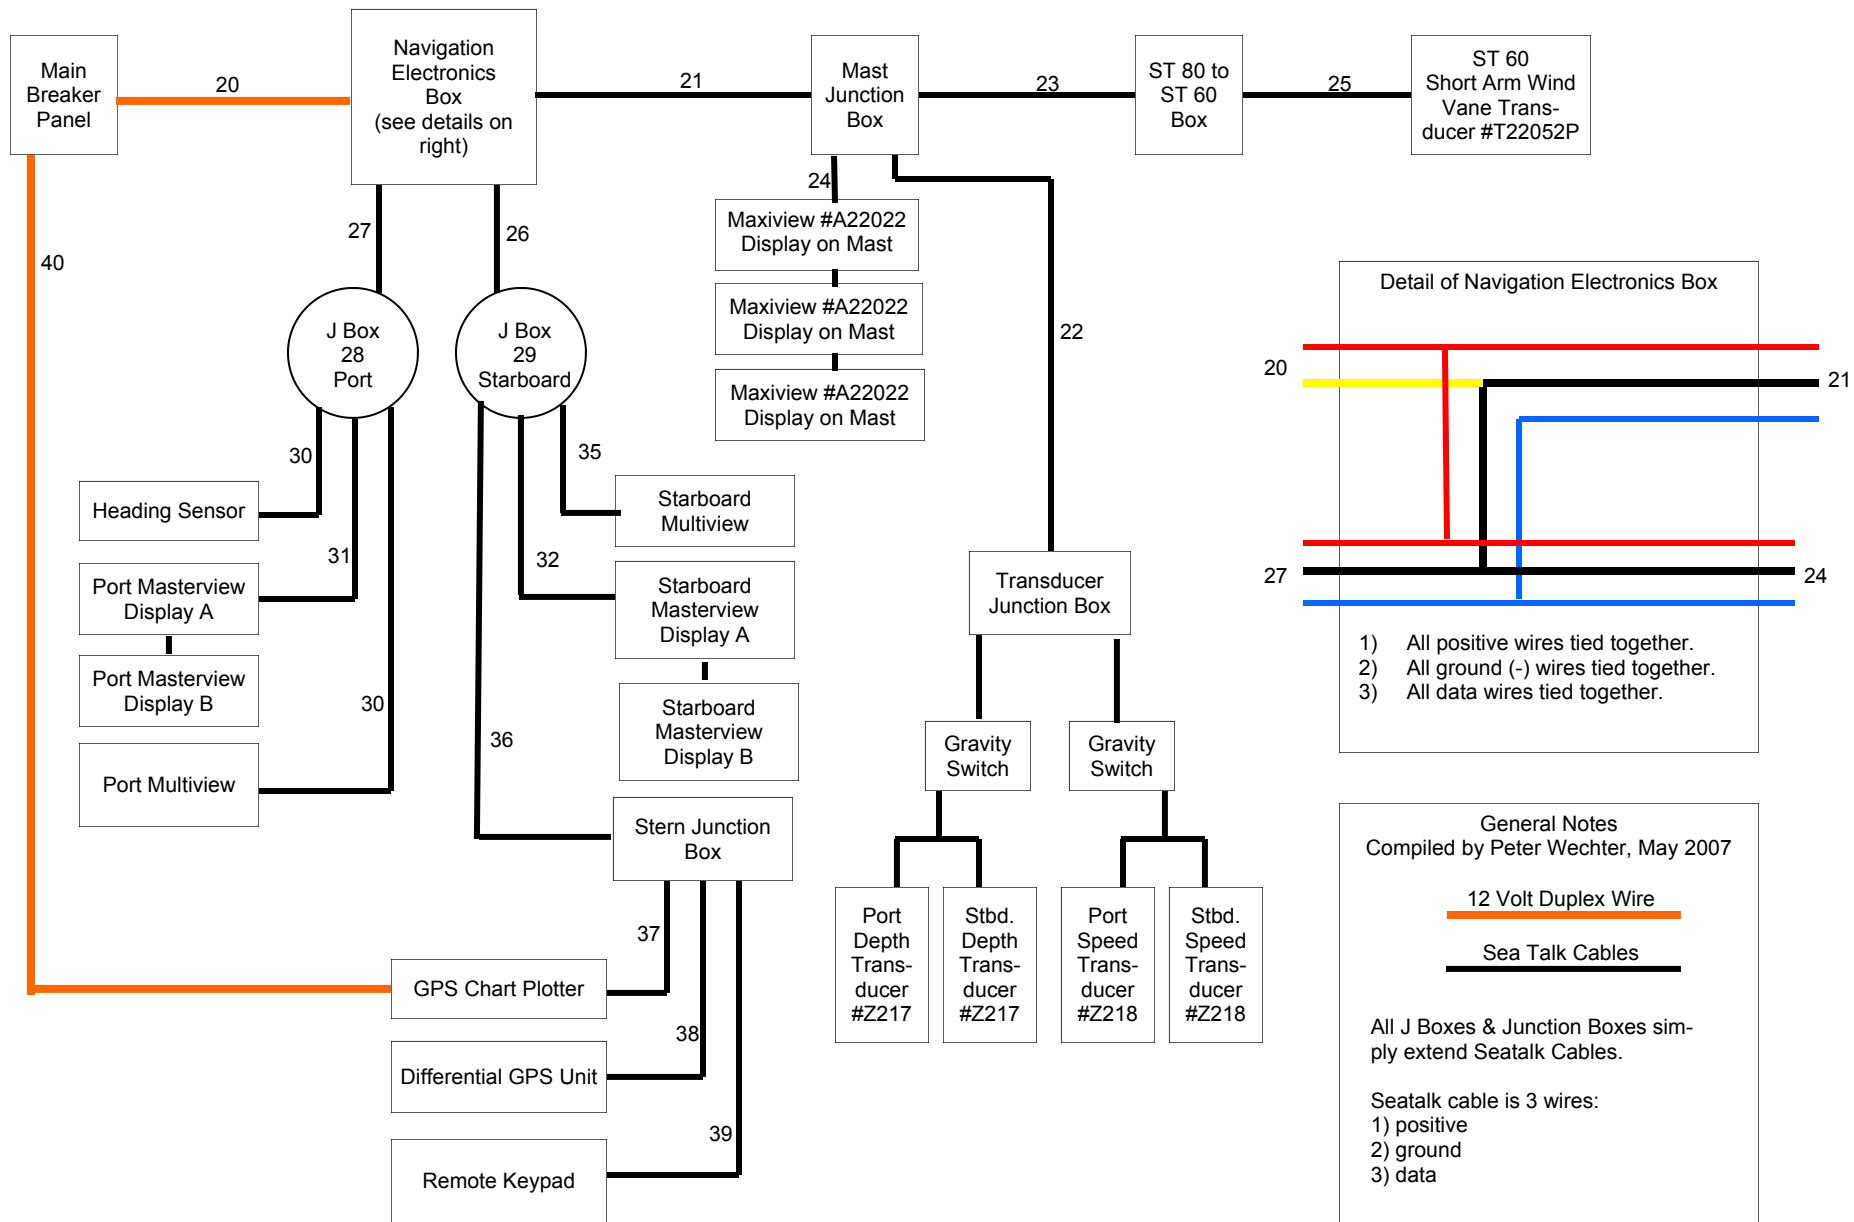 Main
Breaker
Panel
20
Navigation
Electronics
Box
(see details on
right)
21
Mast
Junction
Box
23
ST 80 to
ST 60
Box
25
ST 60
Short Arm Wind
Vane Trans-
ducer #T22052P
40
27
26
24
Maxiview #A22022
Display on Mast
Maxiview #A22022
Display on Mast
Maxiview #A22022
Display on Mast
22
J Box
28
Port
J Box
29
Starboard
30
31
30
Heading Sensor
Port Masterview
Display A
Port Masterview
Display B
Port Multiview
35
32
36
Starboard
Multiview
Starboard
Masterview
Display A
Starboard
Masterview
Display B
Stern Junction
Box
37
38
39
GPS Chart Plotter
Differential GPS Unit
Remote Keypad
Transducer
Junction Box
Gravity
Switch
Gravity
Switch
Port
Depth
Trans-
ducer
#Z217
Stbd.
Depth
Trans-
ducer
#Z217
Port
Speed
Trans-
ducer
#Z218
Stbd.
Speed
Trans-
ducer
#Z218
Detail of Navigation Electronics Box
20
21
27
24
1) All positive wires tied together.
2) All ground (-) wires tied together.
3) All data wires tied together.
General Notes
Compiled by Peter Wechter, May 2007
12 Volt Duplex Wire
Sea Talk Cables
All J Boxes & Junction Boxes sim-
ply extend Seatalk Cables.
Seatalk cable is 3 wires:
1) positive
2) ground
3) data